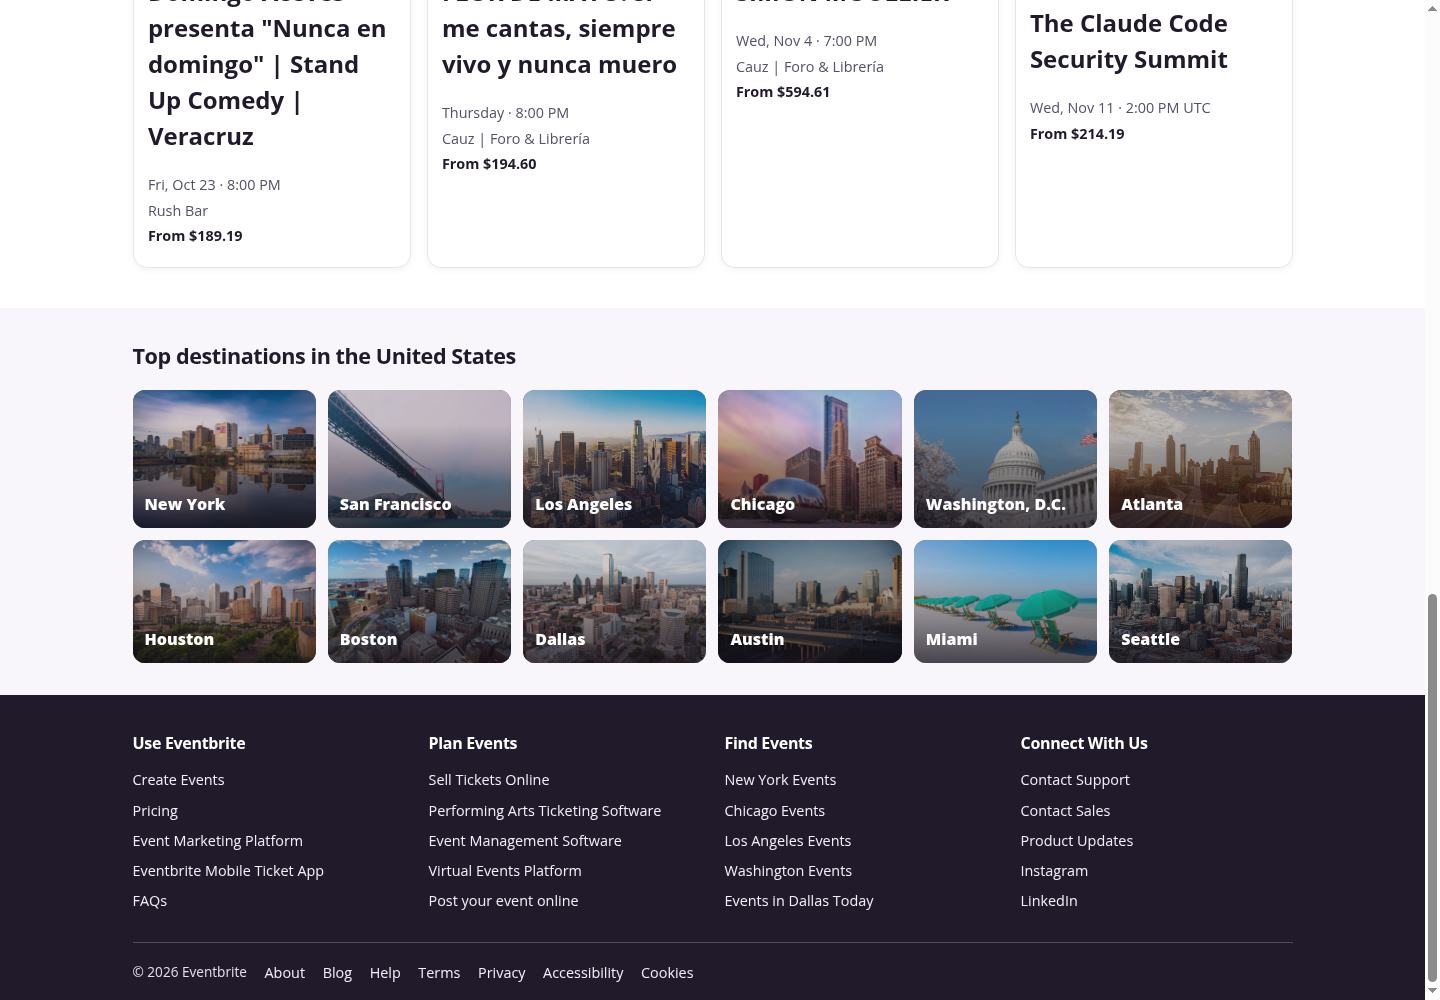 presenta "Nunca en
domingo" | Stand
Up Comedy |
Veracruz
Fri, Oct 23 · 8:00 PM
Rush Bar
From $189.19
me cantas, siempre
vivo y nunca muero
Thursday · 8:00 PM
Cauz | Foro & Librería
From $194.60
Wed, Nov 4 · 7:00 PM
Cauz | Foro & Librería
From $594.61
The Claude Code
Security Summit
Wed, Nov 11 · 2:00 PM UTC
From $214.19
Top destinations in the United States
New York
San Francisco
Los Angeles
Chicago
Washington, D.C.
Atlanta
Houston
Boston
Dallas
Austin
Miami
Seattle
Use Eventbrite
Create Events
Pricing
Event Marketing Platform
Eventbrite Mobile Ticket App
FAQs
Plan Events
Sell Tickets Online
Performing Arts Ticketing Software
Event Management Software
Virtual Events Platform
Post your event online
Find Events
New York Events
Chicago Events
Los Angeles Events
Washington Events
Events in Dallas Today
Connect With Us
Contact Support
Contact Sales
Product Updates
Instagram
LinkedIn
© 2026 Eventbrite About Blog Help Terms Privacy Accessibility Cookies